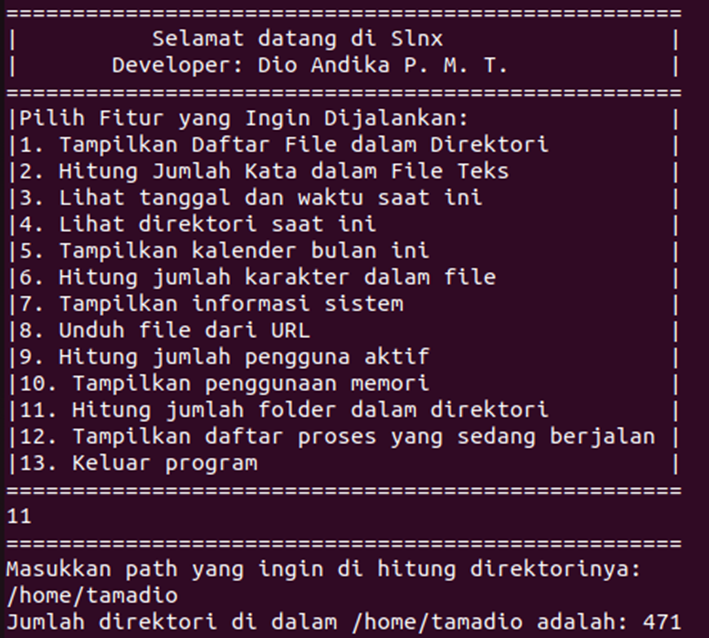 ===================================================
|          Selamat datang di Slnx                 |
|       Developer: Dio Andika P. M. T.            |
===================================================
|Pilih Fitur yang Ingin Dijalankan:               |
|1. Tampilkan Daftar File dalam Direktori         |
|2. Hitung Jumlah Kata dalam File Teks            |
|3. Lihat tanggal dan waktu saat ini              |
|4. Lihat direktori saat ini                      |
|5. Tampilkan kalender bulan ini                  |
|6. Hitung jumlah karakter dalam file             |
|7. Tampilkan informasi sistem                    |
|8. Unduh file dari URL                           |
|9. Hitung jumlah pengguna aktif                  |
|10. Tampilkan penggunaan memori                  |
|11. Hitung jumlah folder dalam direktori         |
|12. Tampilkan daftar proses yang sedang berjalan |
|13. Keluar program                               |
===================================================
11
===================================================
Masukkan path yang ingin di hitung direktorinya:
/home/tamadio
Jumlah direktori di dalam /home/tamadio adalah: 471